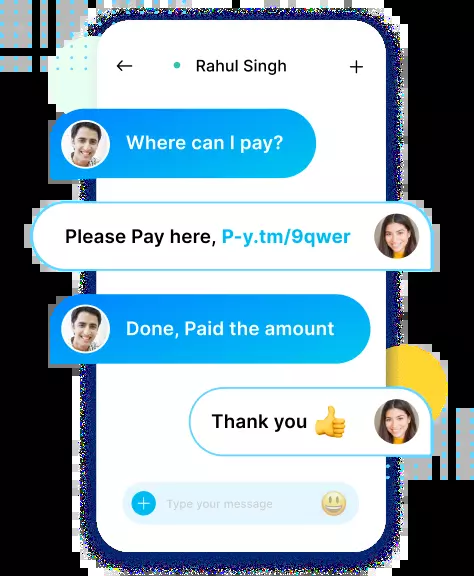 Rahul Singh
Where can I pay?
Please Pay here, P-y.tm/9qwer
Done, Paid the amount
Thank you 👍
Type your message